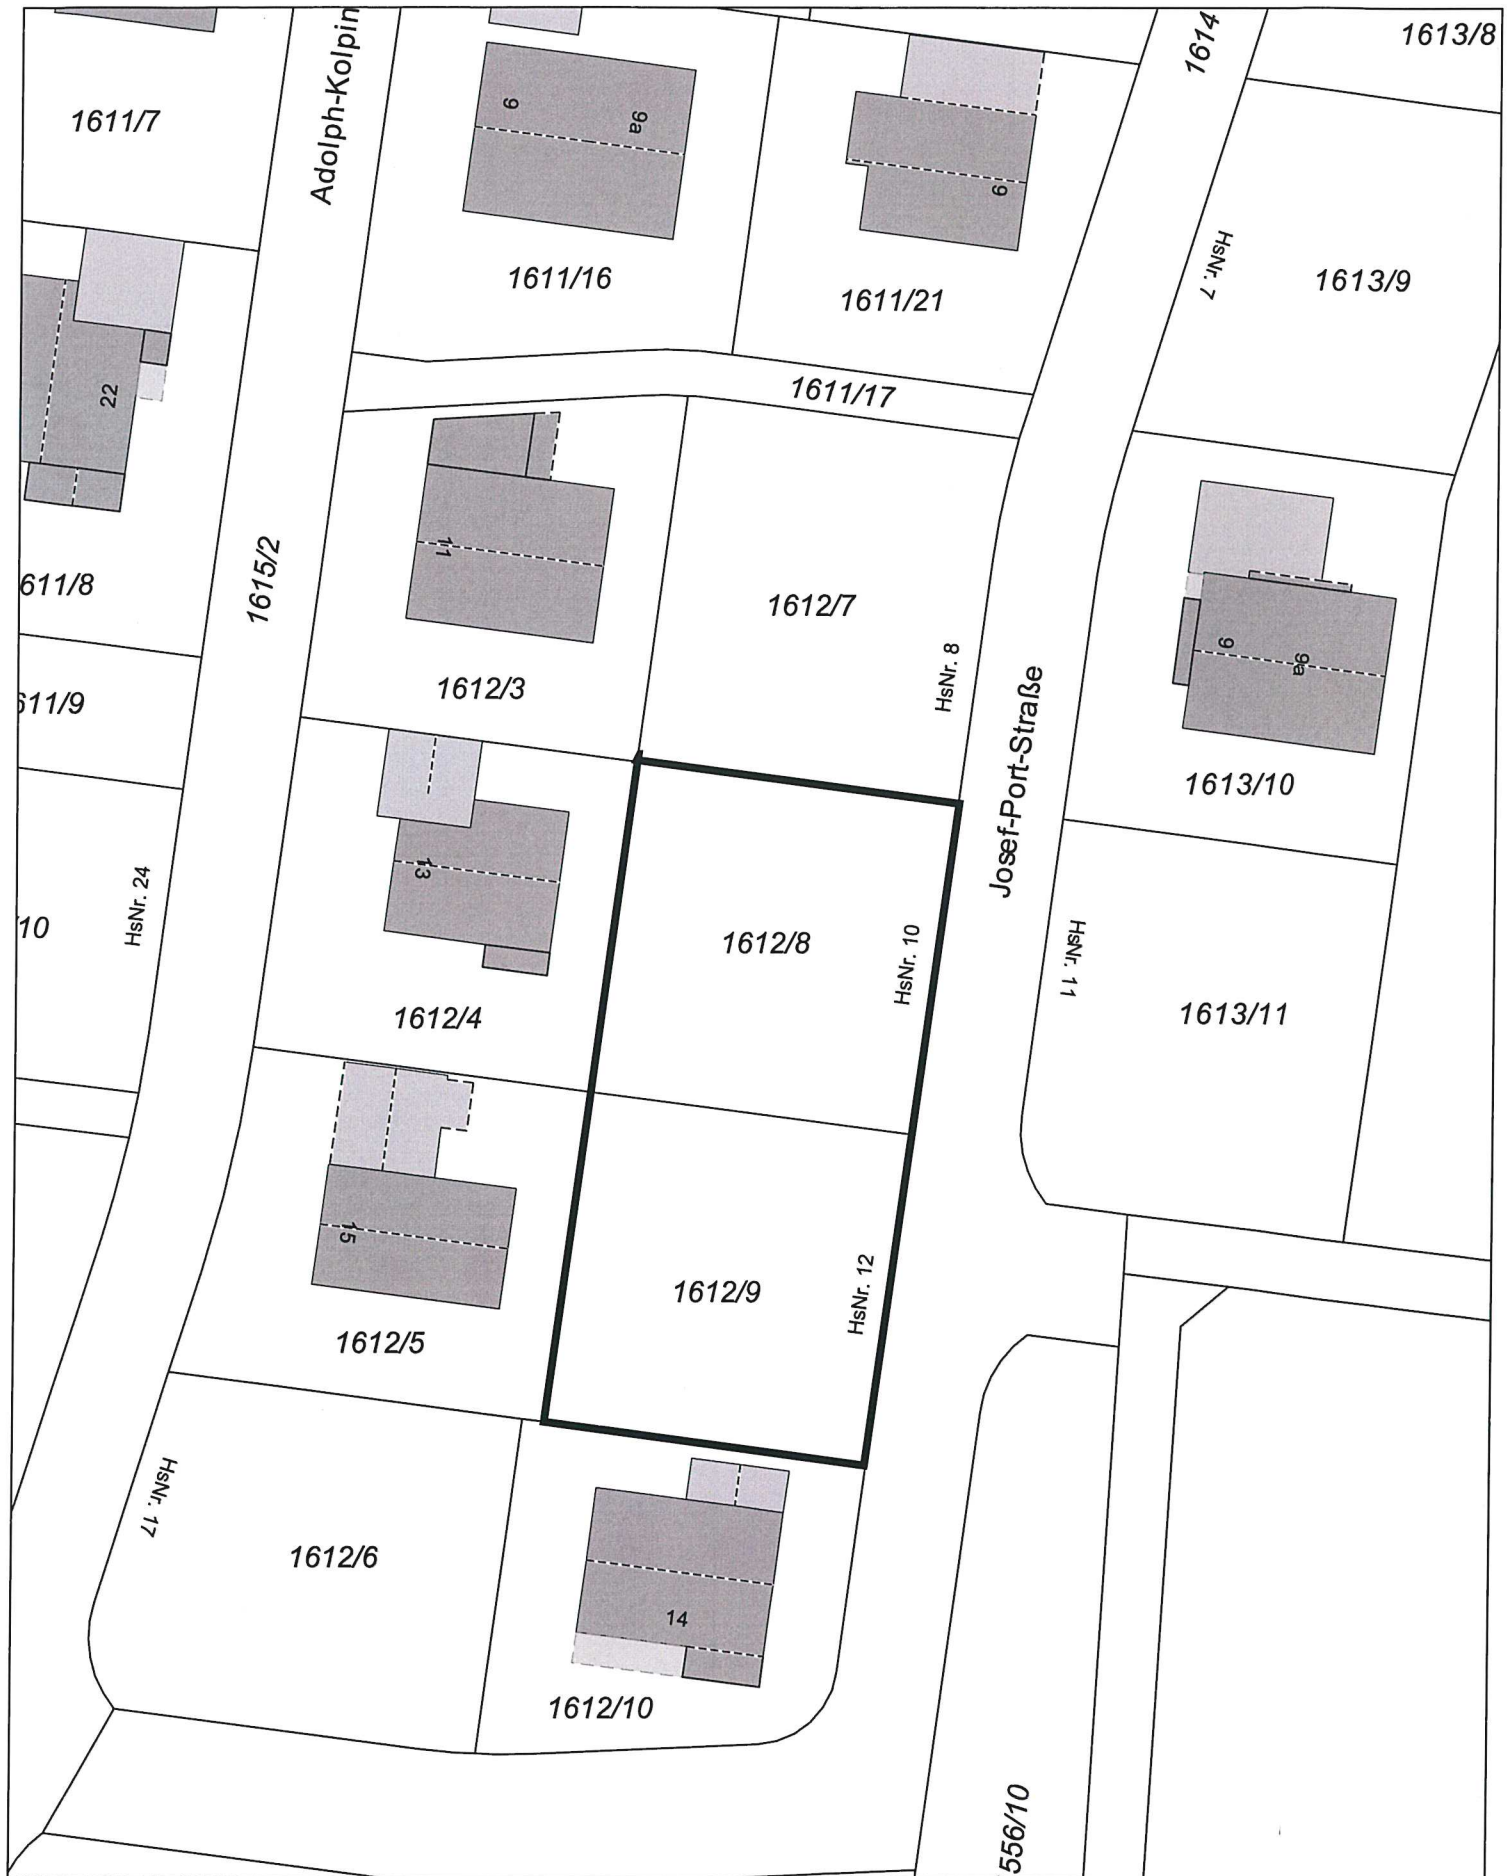 1613/8
1614
Adolph-Kolpin
1611/7
9
9a
9
HsNr. 7
1611/16
1611/21
1613/9
22
1611/17
11
1615/2
611/8
1612/7
9
9a
HsNr. 8
1612/3
611/9
Josef-Port-Straße
1613/10
13
HsNr. 24
/10
1612/8
HsNr. 10
HsNr. 11
1612/4
1613/11
15
1612/9
HsNr. 12
1612/5
HsNr. 17
1612/6
14
1612/10
556/10